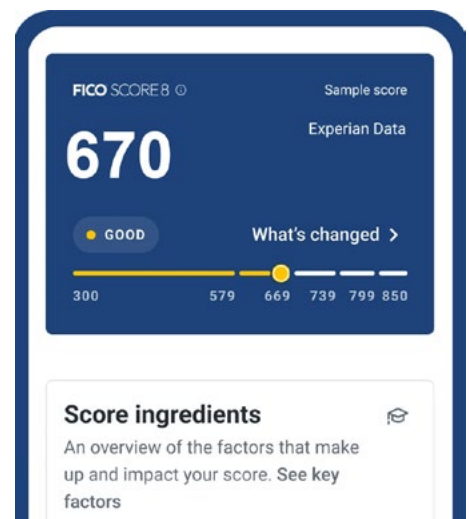 FICO SCORE 8 Sample score
Experian Data
670
GOOD What's changed >
300 579 669 739 799 850
Score ingredients
An overview of the factors that make
up and impact your score. See key
factors